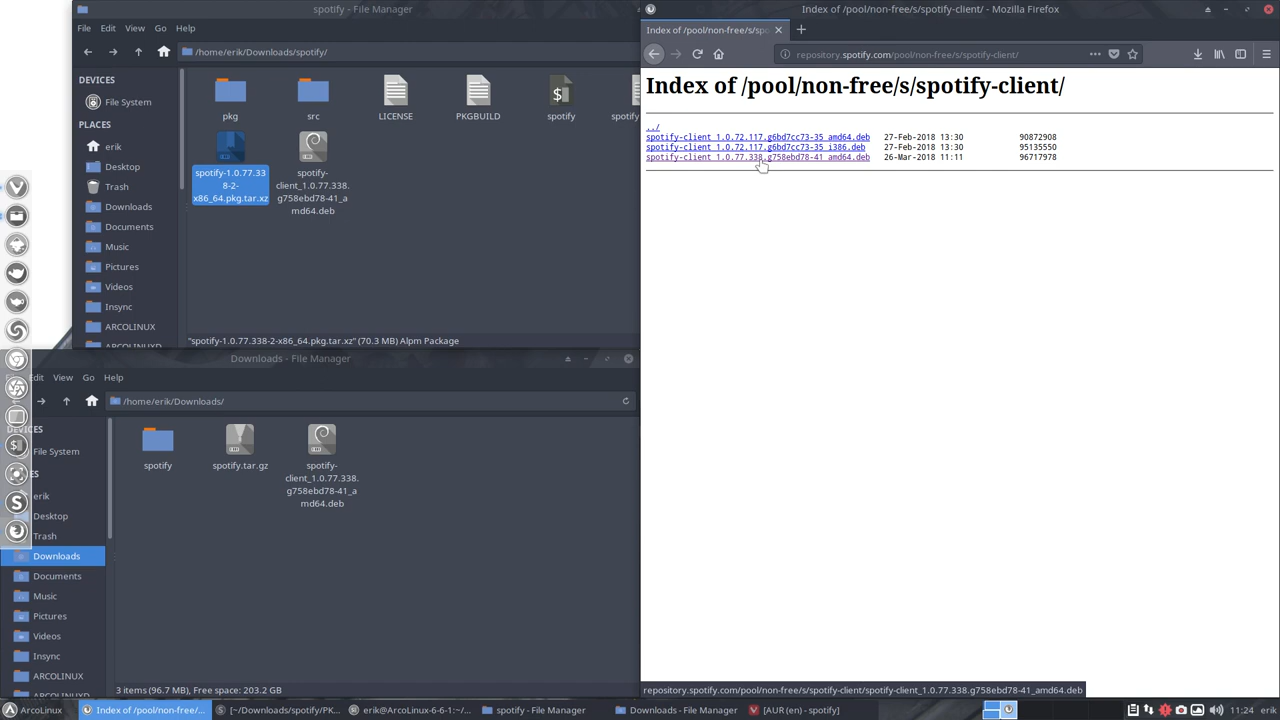 spotify - File Manager
File Edit View Go Help
/home/erik/Downloads/spotify/
DEVICES
File System
PLACES
erik
Desktop
Trash
Downloads
Documents
Music
Pictures
Videos
Insync
ARCOLINUX
pkg
src
LICENSE
PKGBUILD
spotify
spotify-1.0.77.33
8-2-
x86_64.pkg.tar.xz
spotify-
client_1.0.77.338.
g758ebd78-41_a
md64.deb
"spotify-1.0.77.338-2-x86_64.pkg.tar.xz" (70.3 MB) Alpm Package
Downloads - File Manager
Edit View Go Help
/home/erik/Downloads/
File System
erik
Desktop
Trash
Downloads
Documents
Music
Pictures
Videos
Insync
ARCOLINUX
spotify
spotify.tar.gz
spotify-
client_1.0.77.338.
g758ebd78-41_a
md64.deb
3 items (96.7 MB), Free space: 203.2 GB
Index of /pool/non-free/s/spotify-client/ - Mozilla Firefox
Index of /pool/non-free/s/spo
repository.spotify.com/pool/non-free/s/spotify-client/
Index of /pool/non-free/s/spotify-client/
../
spotify-client_1.0.72.117.g6bd7cc73-35_amd64.deb 27-Feb-2018 13:30 90872908
spotify-client_1.0.72.117.g6bd7cc73-35_i386.deb 27-Feb-2018 13:30 95135550
spotify-client_1.0.77.338.g758ebd78-41_amd64.deb 26-Mar-2018 11:11 96717978
repository.spotify.com/pool/non-free/s/spotify-client/spotify-client_1.0.77.338.g758ebd78-41_amd64.deb
ArcoLinux Index of /pool/non-free/... [~/Downloads/spotify/PK... erik@ArcoLinux-6-6-1:~/... spotify - File Manager Downloads - File Manager [AUR (en) - spotify] 11:24 erik